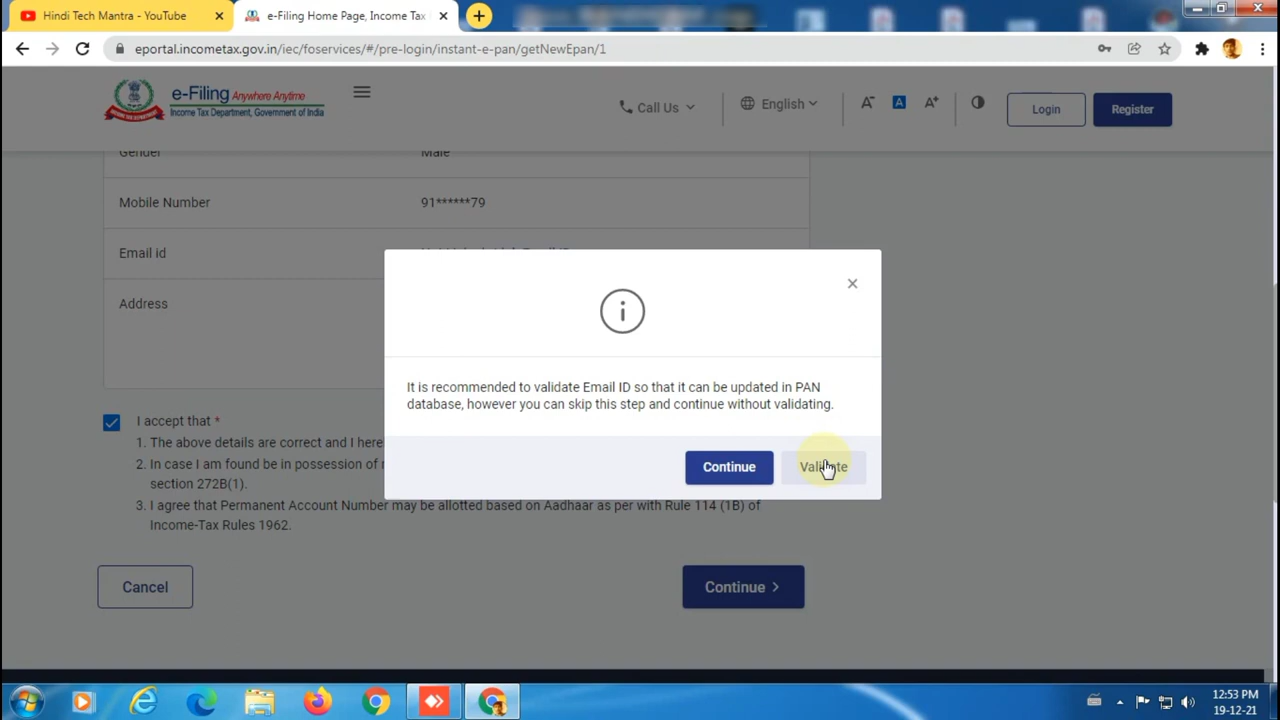 Hindi Tech Mantra - YouTube
e-Filing Home Page, Income Tax
eportal.incometax.gov.in/iec/foservices/#/pre-login/instant-e-pan/getNewEpan/1
e-Filing Anywhere Anytime
Income Tax Department, Government of India
Call Us
English
A-
A
A+
Login
Register
Gender Male
Mobile Number 91******79
Email id
Address
It is recommended to validate Email ID so that it can be updated in PAN
database, however you can skip this step and continue without validating.
Continue
Validate
I accept that *
1. The above details are correct and I here
2. In case I am found be in possession of
section 272B(1).
3. I agree that Permanent Account Number may be allotted based on Aadhaar as per with Rule 114 (1B) of
Income-Tax Rules 1962.
Cancel
Continue >
12:53 PM
19-12-21